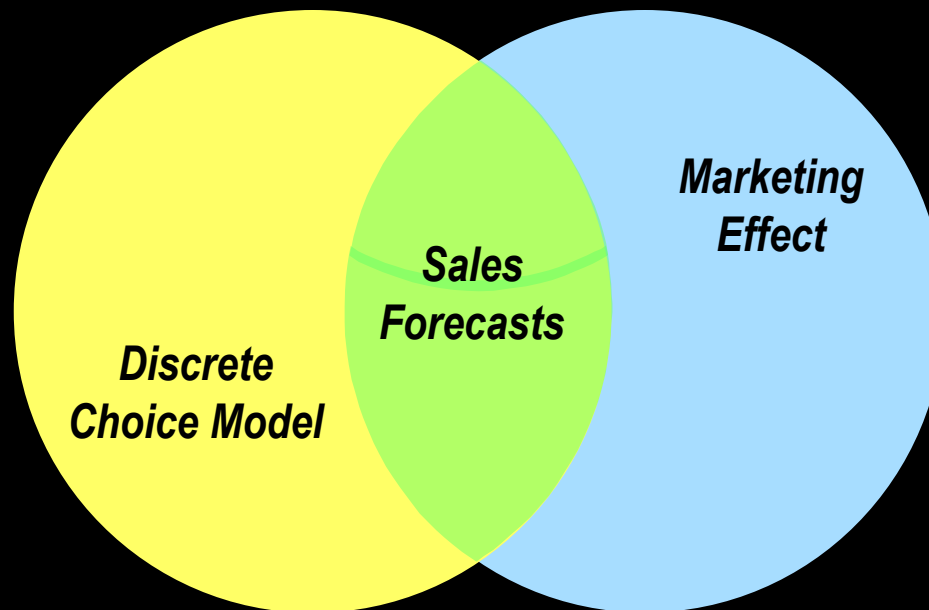 Marketing
Effect
Sales
Forecasts
Discrete
Choice Model